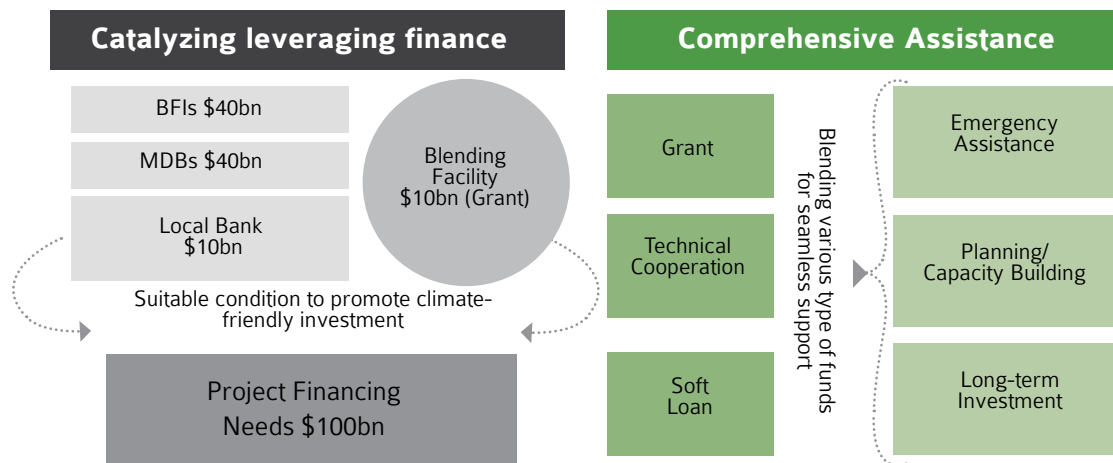 Catalyzing leveraging finance
BFIs $40bn
MDBs $40bn
Local Bank
$10bn
Blending
Facility
$10bn (Grant)
Suitable condition to promote climate-
friendly investment
Project Financing
Needs $100bn
Comprehensive Assistance
Grant
Technical
Cooperation
Soft
Loan
Blending various type of funds
for seamless support
Emergency
Assistance
Planning/
Capacity Building
Long-term
Investment